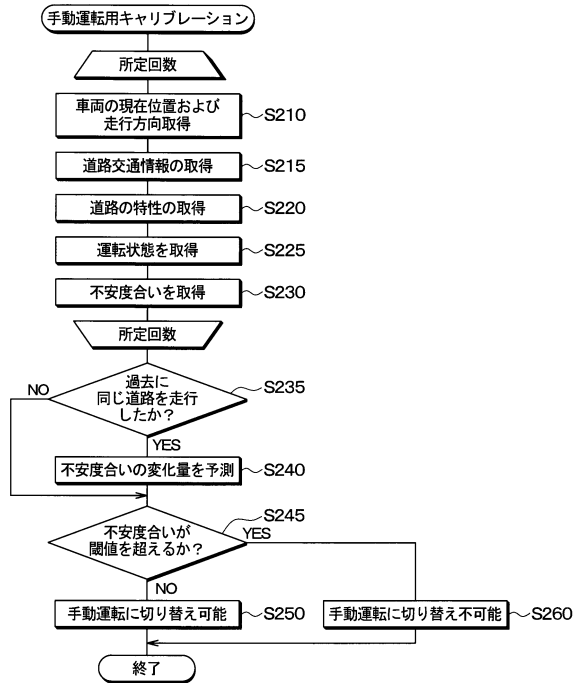 手動運転用キャリブレーション
所定回数
車両の現在位置および
走行方向取得
S210
道路交通情報の取得
S215
道路の特性の取得
S220
運転状態を取得
S225
不安度合いを取得
S230
所定回数
過去に
同じ道路を走行
したか？
S235
NO
YES
不安度合いの変化量を予測
S240
不安度合いが
閾値を超えるか？
S245
YES
NO
手動運転に切り替え可能
S250
手動運転に切り替え不可能
S260
終了